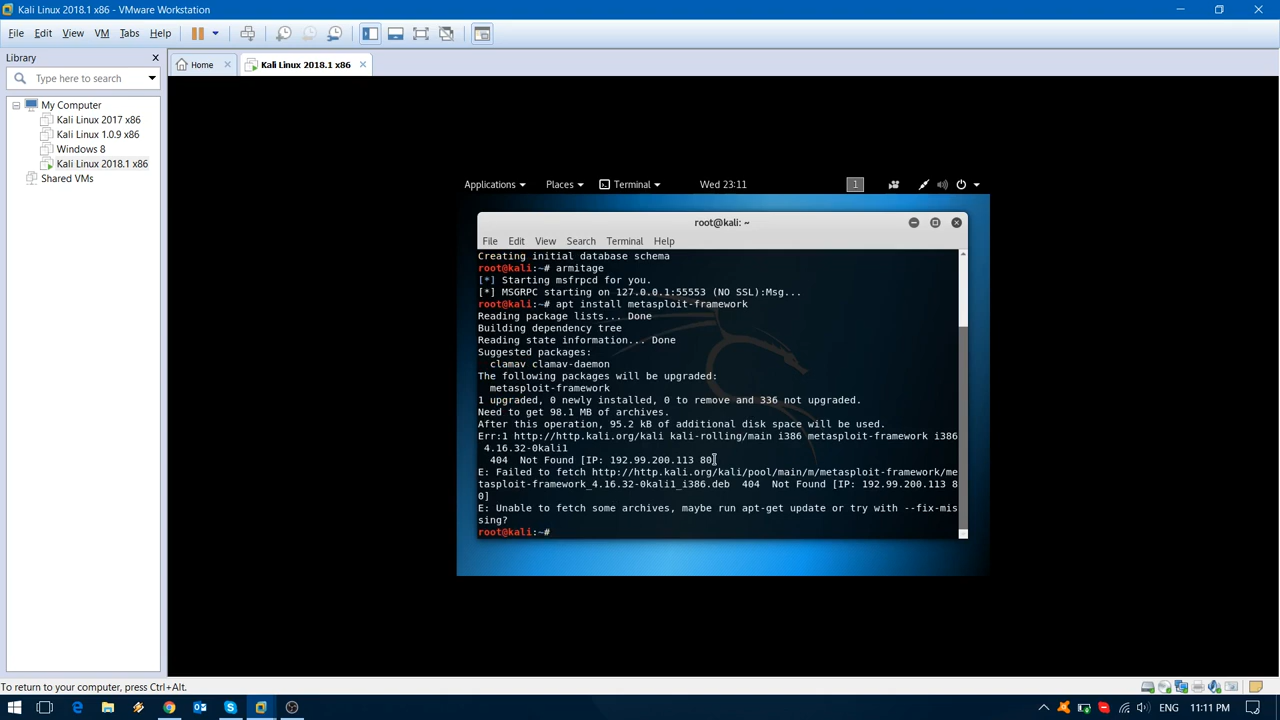 Kali Linux 2018.1 x86 - VMware Workstation
File Edit View VM Tabs Help
Library
Type here to search
My Computer
Kali Linux 2017 x86
Kali Linux 1.0.9 x86
Windows 8
Kali Linux 2018.1 x86
Shared VMs
Home
Kali Linux 2018.1 x86
Applications Places Terminal Wed 23:11 1
root@kali: ~
File Edit View Search Terminal Help
Creating initial database schema
root@kali:~# armitage
[*] Starting msfrpcd for you.
[*] MSGRPC starting on 127.0.0.1:55553 (NO SSL):Msg...
root@kali:~# apt install metasploit-framework
Reading package lists... Done
Building dependency tree
Reading state information... Done
Suggested packages:
clamav clamav-daemon
The following packages will be upgraded:
metasploit-framework
1 upgraded, 0 newly installed, 0 to remove and 336 not upgraded.
Need to get 98.1 MB of archives.
After this operation, 95.2 kB of additional disk space will be used.
Err:1 http://http.kali.org/kali kali-rolling/main i386 metasploit-framework i386
4.16.32-0kali1
404 Not Found [IP: 192.99.200.113 80]
E: Failed to fetch http://http.kali.org/kali/pool/main/m/metasploit-framework/me
tasploit-framework_4.16.32-0kali1_i386.deb 404 Not Found [IP: 192.99.200.113 8
0]
E: Unable to fetch some archives, maybe run apt-get update or try with --fix-mis
sing?
root@kali:~#
To return to your computer, press Ctrl+Alt.
ENG 11:11 PM